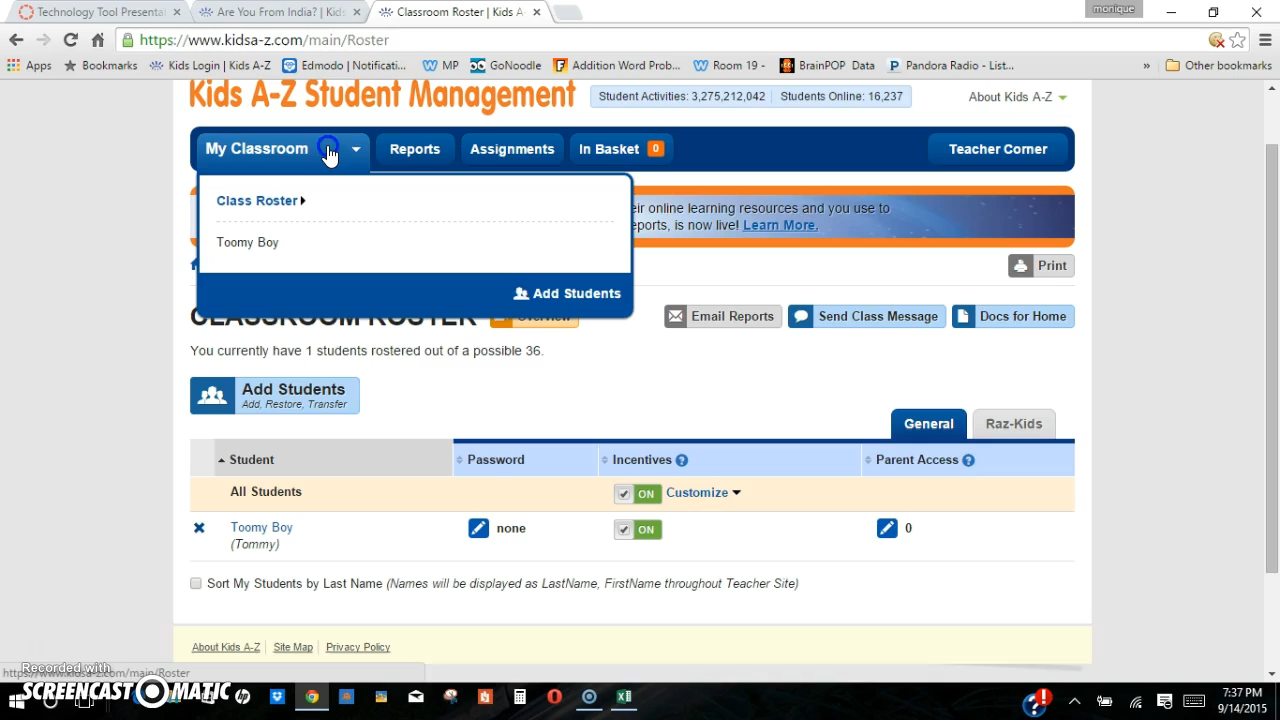 Technology Tool Presenta
Are You From India? | Kids
Classroom Roster | Kids A-
monique
https://www.kidsa-z.com/main/Roster
Apps
Bookmarks
Kids Login | Kids A-Z
Edmodo | Notificati...
MP
GoNoodle
Addition Word Prob...
Room 19 -
BrainPOP Data
Pandora Radio - List...
»
Other bookmarks
Kids A-Z Student Management
Student Activities: 3,275,212,042
Students Online: 16,237
About Kids A-Z
My Classroom
Reports
Assignments
In Basket 0
Teacher Corner
Class Roster
Toomy Boy
Add Students
eir online learning resources and you use to
eports, is now live! Learn More.
Print
CLASSROOM ROSTER
Overview
Email Reports
Send Class Message
Docs for Home
You currently have 1 students rostered out of a possible 36.
Add Students
Add, Restore, Transfer
General
Raz-Kids
Student
Password
Incentives ?
Parent Access ?
All Students
ON
Customize
Toomy Boy
(Tommy)
none
ON
0
Sort My Students by Last Name (Names will be displayed as LastName, FirstName throughout Teacher Site)
About Kids A-Z
Site Map
Privacy Policy
https://www.kidsa-z.com/main/Roster
Recorded with
SCREENCAST MATIC
7:37 PM
9/14/2015